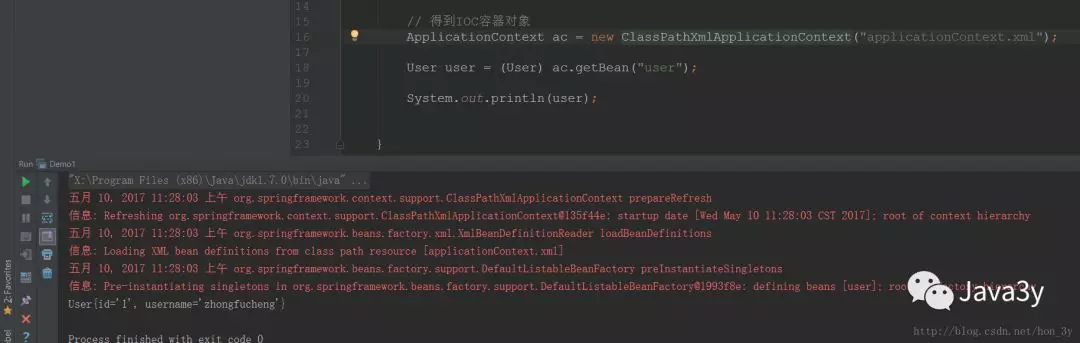 14
15 // 得到IOC容器对象
16 ApplicationContext ac = new ClassPathXmlApplicationContext("applicationContext.xml");
17
18 User user = (User) ac.getBean("user");
19
20 System.out.println(user);
21
22
23 }
Run Demo1
"X:\Program Files (x86)\Java\jdk1.7.0\bin\java" ...
五月 10, 2017 11:28:03 上午 org.springframework.context.support.ClassPathXmlApplicationContext prepareRefresh
信息: Refreshing org.springframework.context.support.ClassPathXmlApplicationContext@135f44e: startup date [Wed May 10 11:28:03 CST 2017]; root of context hierarchy
五月 10, 2017 11:28:03 上午 org.springframework.beans.factory.xml.XmlBeanDefinitionReader loadBeanDefinitions
信息: Loading XML bean definitions from class path resource [applicationContext.xml]
五月 10, 2017 11:28:03 上午 org.springframework.beans.factory.support.DefaultListableBeanFactory preInstantiateSingletons
信息: Pre-instantiating singletons in org.springframework.beans.factory.support.DefaultListableBeanFactory@1993f8e: defining beans [user];
User{id='1', username='zhongfucheng'}
Process finished with exit code 0
2: Favorites
Java3y
http://blog.csdn.net/hon_3y